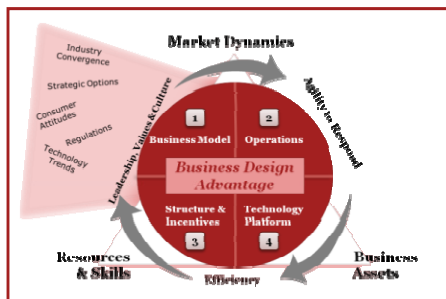 Market Dynamics
Industry
Convergence
Strategic Options
Consumer
Attitudes
Regulations
Technology
Trends
Leadership, Values & Culture
Agility to Respond
1
Business Model
2
Operations
Business Design
Advantage
Structure &
Incentives
3
Technology
Platform
4
Resources
& Skills
Efficiency
Business
Assets